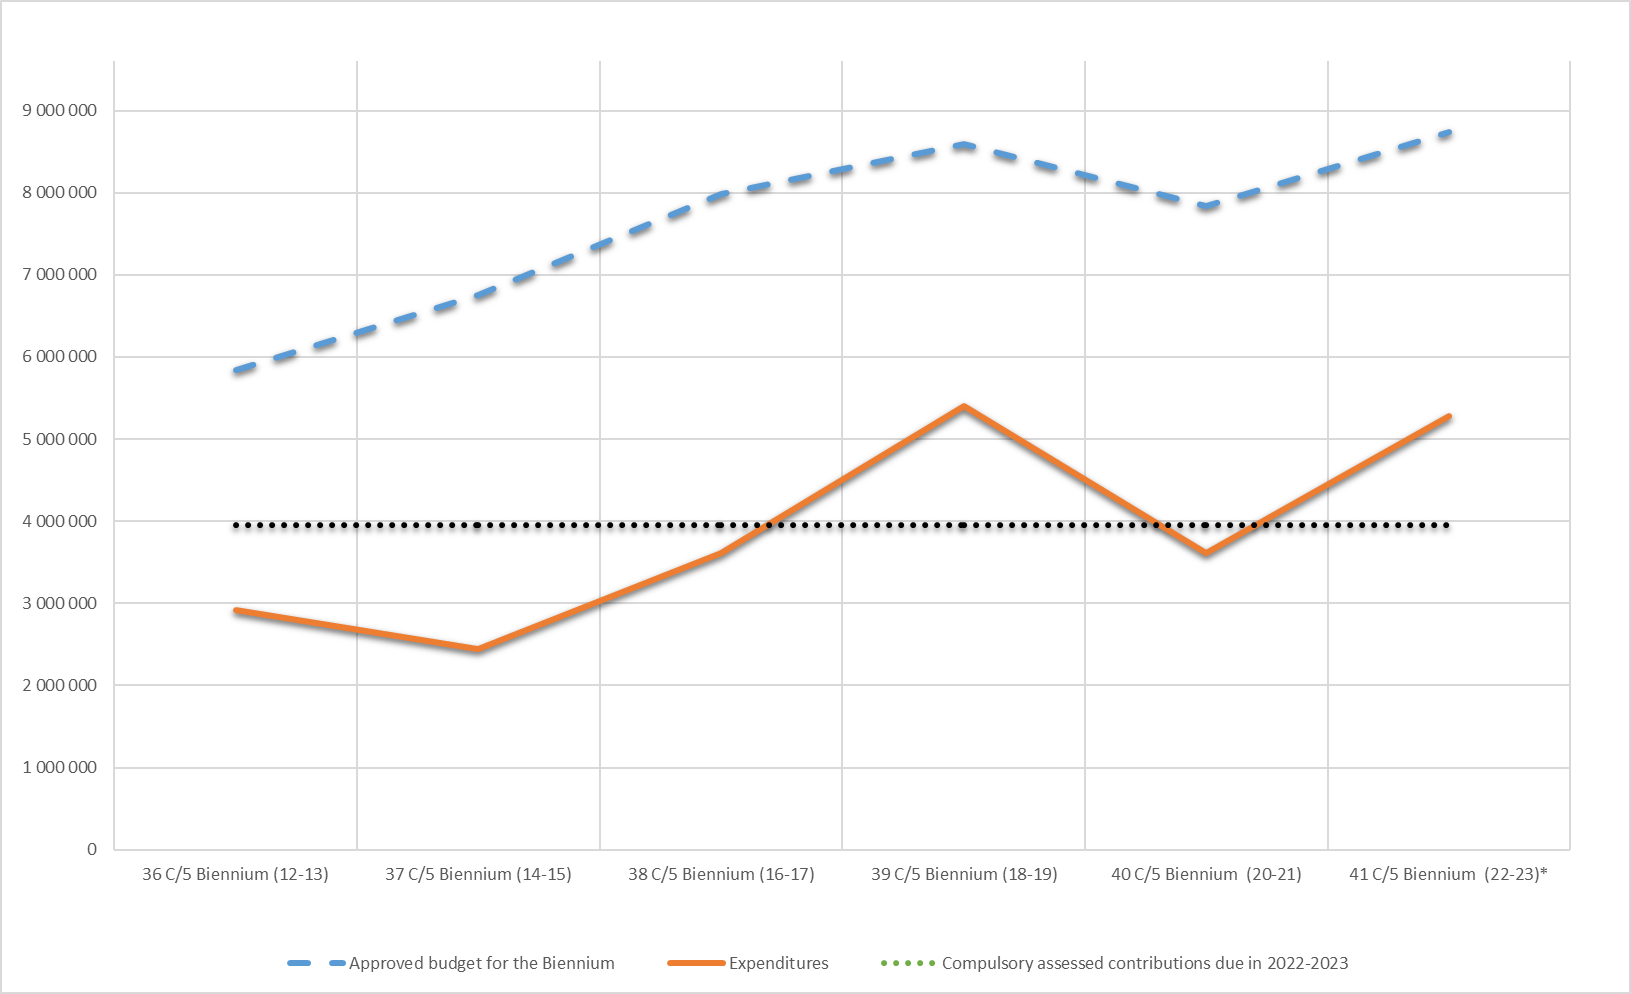 9 000 000
8 000 000
7 000 000
6 000 000
5 000 000
4 000 000
3 000 000
2 000 000
1 000 000
0
36 C/5 Biennium (12-13) 37 C/5 Biennium (14-15) 38 C/5 Biennium (16-17) 39 C/5 Biennium (18-19) 40 C/5 Biennium (20-21) 41 C/5 Biennium (22-23)*
Approved budget for the Biennium Expenditures Compulsory assessed contributions due in 2022-2023